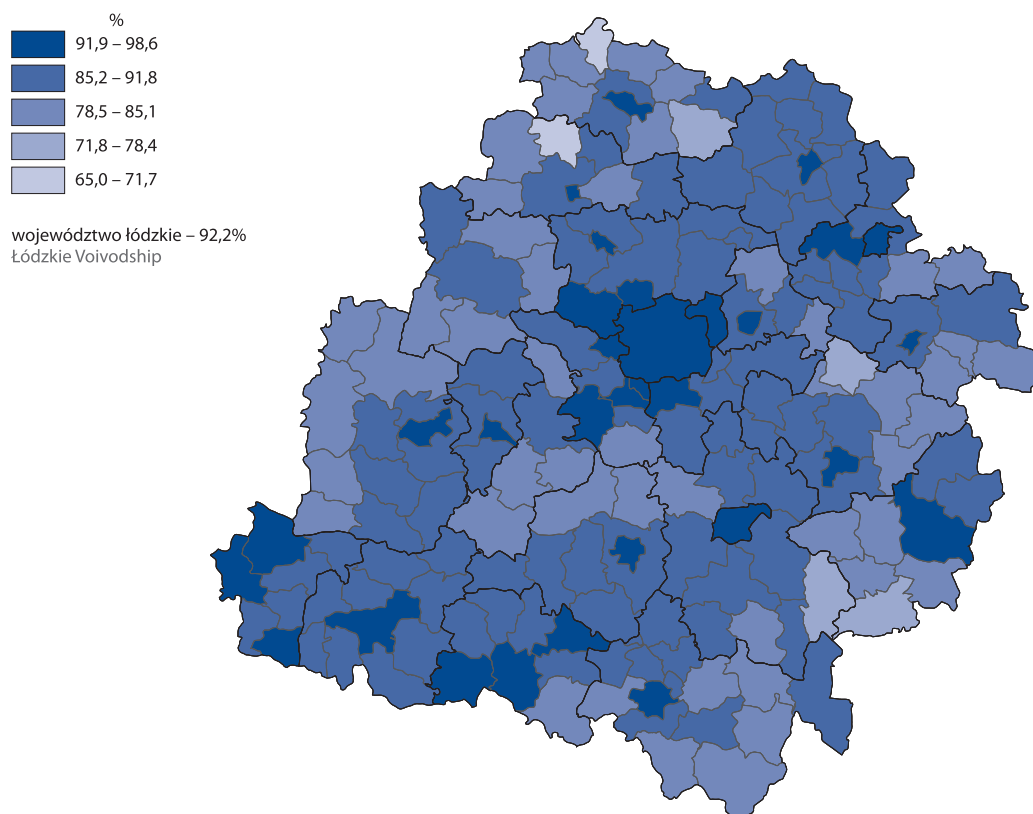 %
91,9 – 98,6
85,2 – 91,8
78,5 – 85,1
71,8 – 78,4
65,0 – 71,7
województwo łódzkie – 92,2%
Łódzkie Voivodship